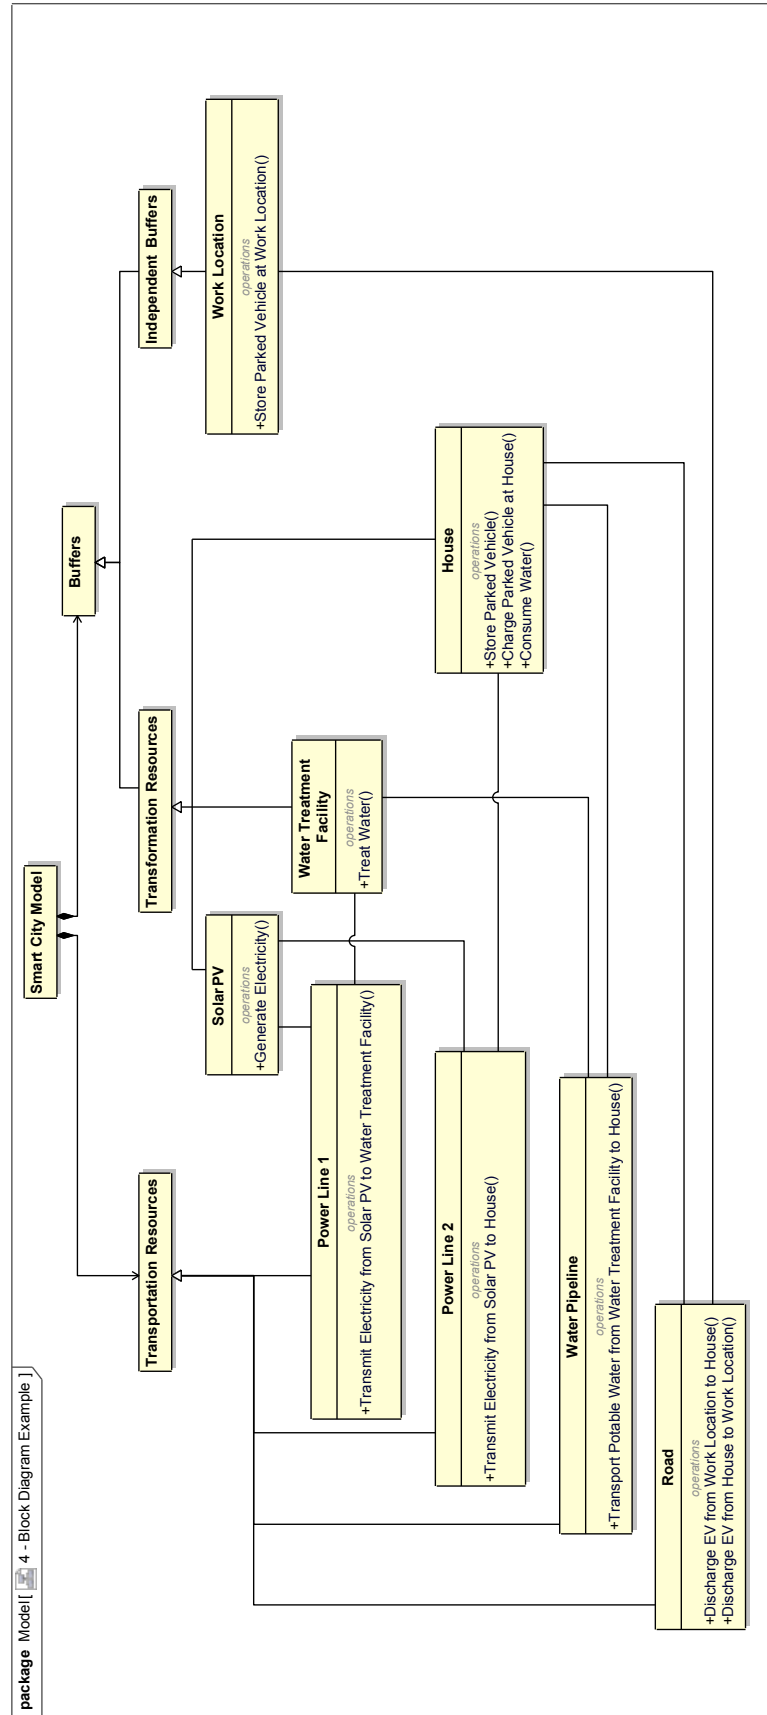 package Model [ 4 - Block Diagram Example ]
Smart City Model
Buffers
Transportation Resources
Transformation Resources
Independent Buffers
Solar PV
operations
+Generate Electricity()
Work Location
operations
+Store Parked Vehicle at Work Location()
Water Treatment
Facility
operations
+Treat Water()
Power Line 1
operations
+Transmit Electricity from Solar PV to Water Treatment Facility()
Power Line 2
operations
+Transmit Electricity from Solar PV to House()
House
operations
+Store Parked Vehicle()
+Charge Parked Vehicle at House()
+Consume Water()
Water Pipeline
operations
+Transport Potable Water from Water Treatment Facility to House()
Road
operations
+Discharge EV from Work Location to House()
+Discharge EV from House to Work Location()